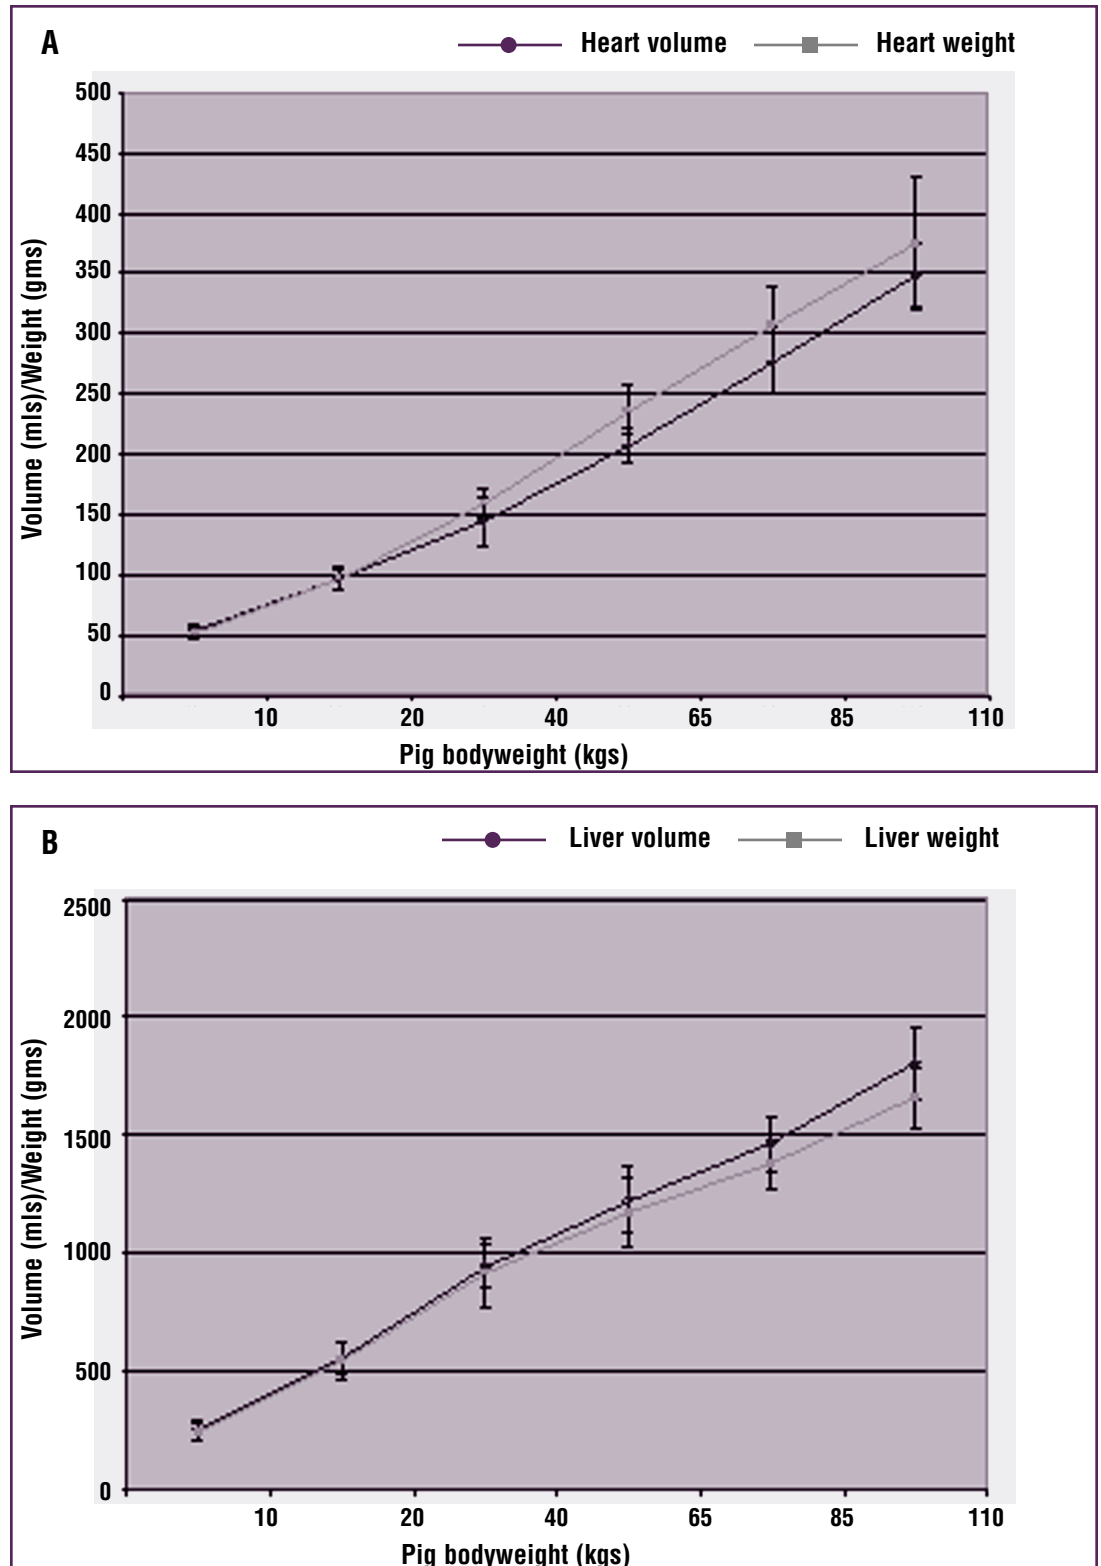 A
Heart volume Heart weight
500
450
400
350
300
250
200
150
100
50
0
Volume (mls)/Weight (gms)
10 20 40 65 85 110
Pig bodyweight (kgs)
B
Liver volume Liver weight
2500
2000
1500
1000
500
0
Volume (mls)/Weight (gms)
10 20 40 65 85 110
Pig bodyweight (kgs)